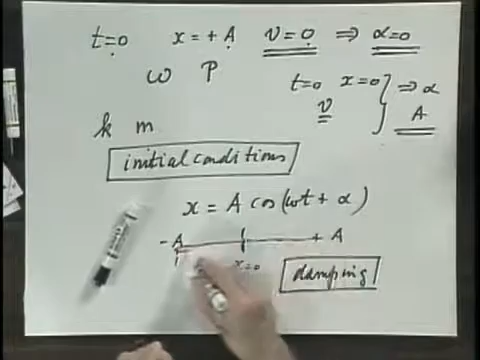 t=0 x = + A v = 0 ⇒ α=0
ω P
t=0 x=0 } ⇒ α
v A
k m
initial conditions
x = A cos(ωt + α)
- A + A
x=0
damping